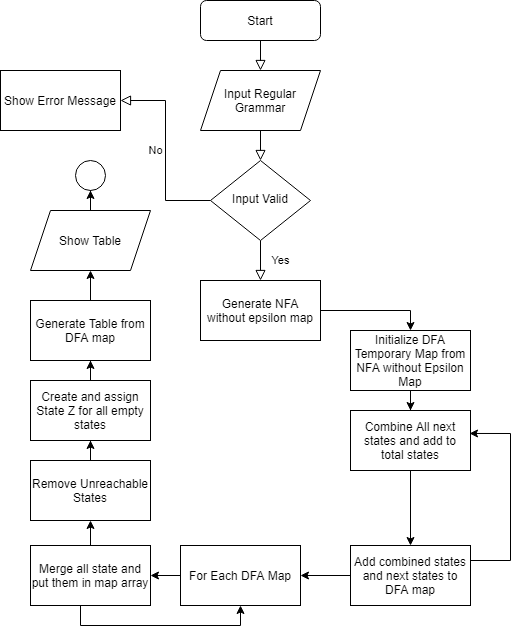 Start
Input Regular
Grammar
Show Error Message
No
Input Valid
Yes
Show Table
Generate NFA
without epsilon map
Generate Table from
DFA map
Initialize DFA
Temporary Map from
NFA without Epsilon
Map
Create and assign
State Z for all empty
states
Combine All next
states and add to
total states
Remove Unreachable
States
Merge all state and
put them in map array
For Each DFA Map
Add combined states
and next states to
DFA map